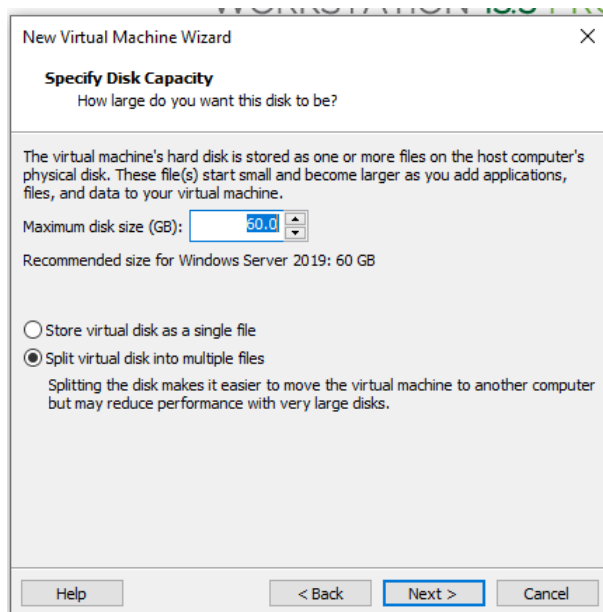 WORKSTATION 15.5 PRO
New Virtual Machine Wizard
Specify Disk Capacity
How large do you want this disk to be?
The virtual machine's hard disk is stored as one or more files on the host computer's
physical disk. These file(s) start small and become larger as you add applications,
files, and data to your virtual machine.
Maximum disk size (GB): 60.0
Recommended size for Windows Server 2019: 60 GB
Store virtual disk as a single file
Split virtual disk into multiple files
Splitting the disk makes it easier to move the virtual machine to another computer
but may reduce performance with very large disks.
Help < Back Next > Cancel